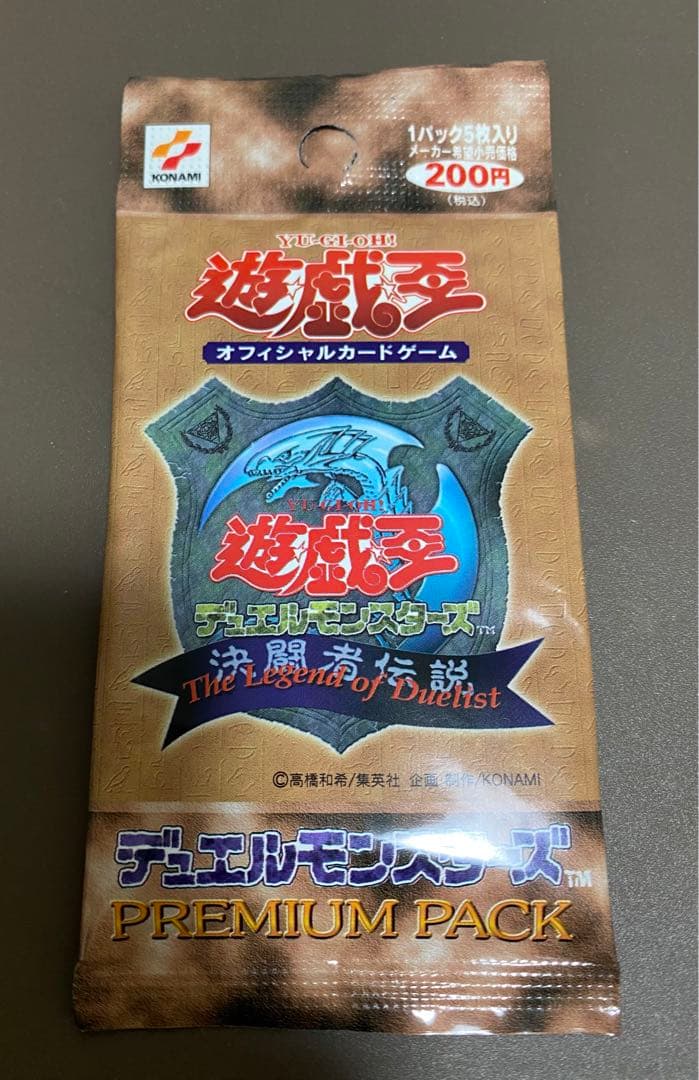 KONAMI
1パック5枚入り
メーカー希望小売価格
200円
(税込)
YU-GI-OH!
遊☆戯☆王
オフィシャルカードゲーム
YU-GI-OH!
遊☆戯☆王
デュエルモンスターズ™
決闘者伝説
The Legend of Duelist
©高橋和希/集英社 企画・制作/KONAMI
デュエルモンスターズ™
PREMIUM PACK